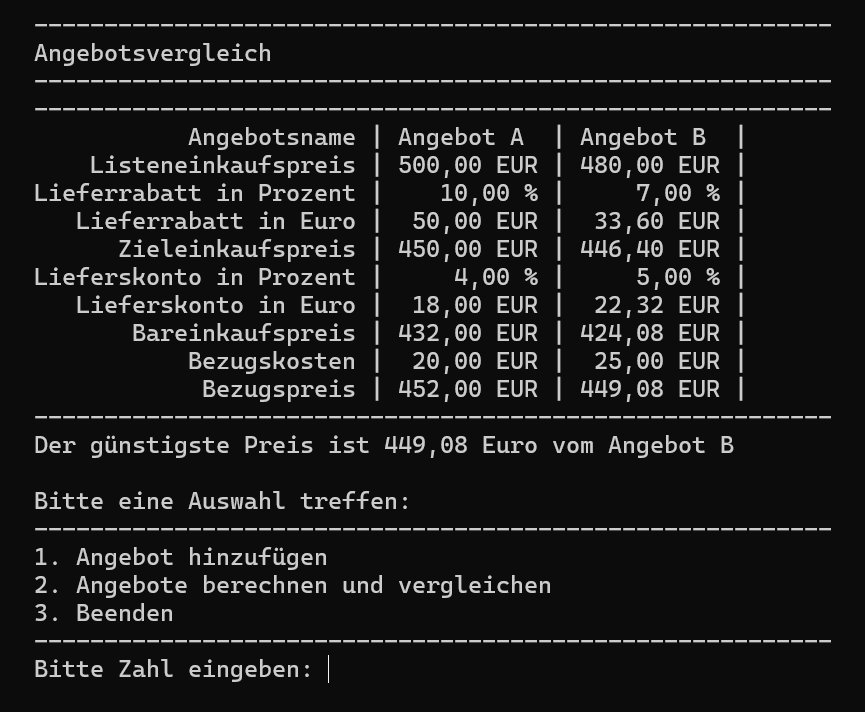 ---------------------------------------------------------
Angebotsvergleich
---------------------------------------------------------
---------------------------------------------------------
           Angebotsname | Angebot A  | Angebot B  |
    Listeneinkaufspreis | 500,00 EUR | 480,00 EUR |
Lieferrabatt in Prozent |    10,00 % |     7,00 % |
   Lieferrabatt in Euro |  50,00 EUR |  33,60 EUR |
      Zieleinkaufspreis | 450,00 EUR | 446,40 EUR |
Lieferskonto in Prozent |     4,00 % |     5,00 % |
   Lieferskonto in Euro |  18,00 EUR |  22,32 EUR |
       Bareinkaufspreis | 432,00 EUR | 424,08 EUR |
           Bezugskosten |  20,00 EUR |  25,00 EUR |
            Bezugspreis | 452,00 EUR | 449,08 EUR |
---------------------------------------------------------
Der günstigste Preis ist 449,08 Euro vom Angebot B

Bitte eine Auswahl treffen:
---------------------------------------------------------
1. Angebot hinzufügen
2. Angebote berechnen und vergleichen
3. Beenden
---------------------------------------------------------
Bitte Zahl eingeben: